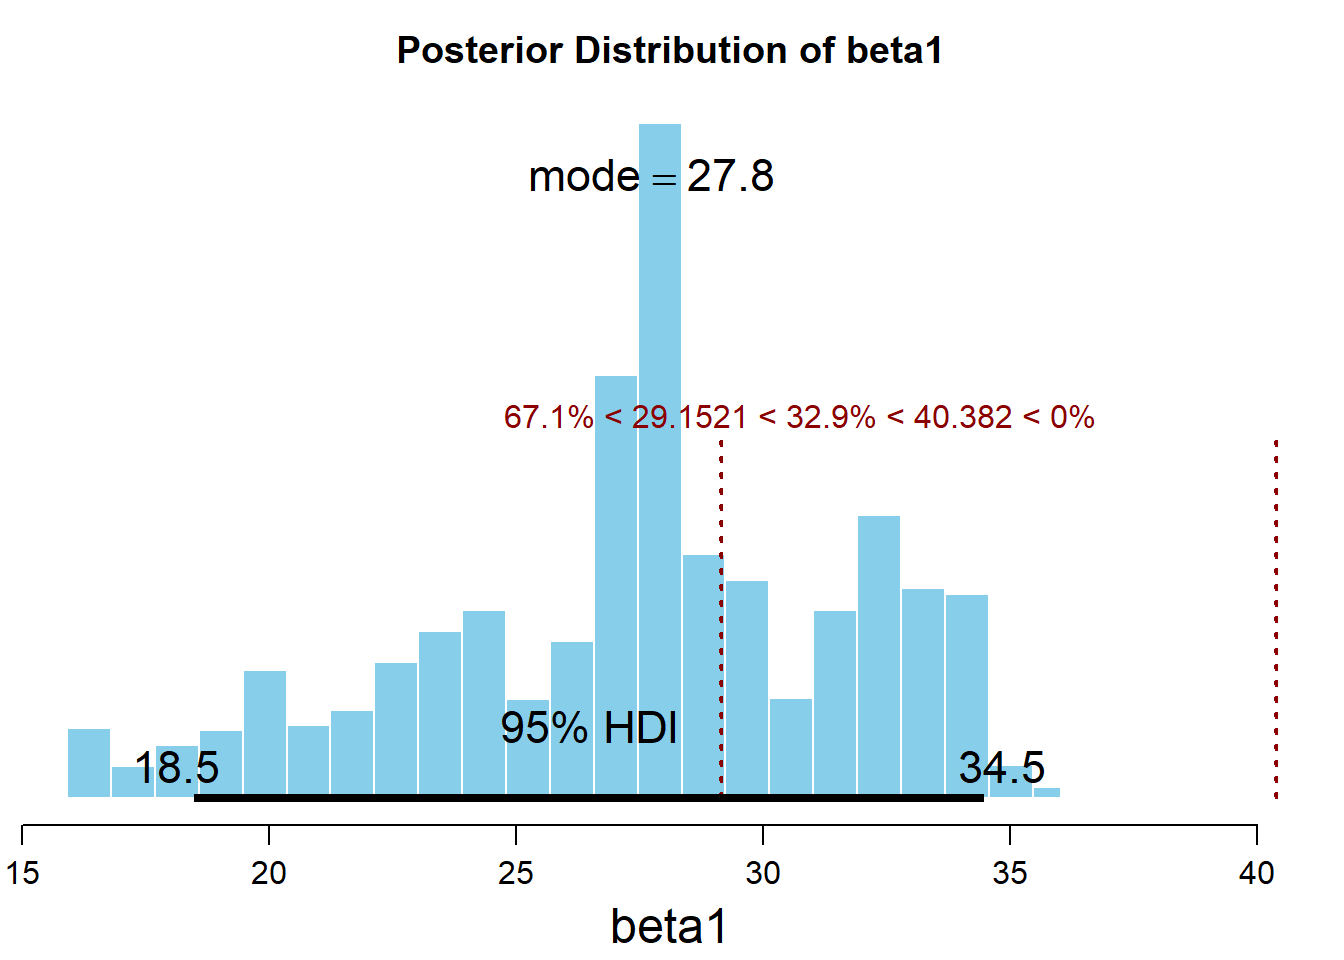 Posterior Distribution of beta1
mode = 27.8
67.1% < 29.1521 < 32.9% < 40.382 < 0%
95% HDI
18.5 34.5
15 20 25 30 35 40
beta1